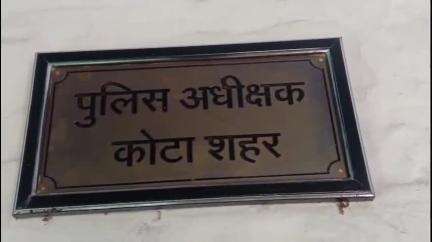 पुलिस अधीक्षक
कोटा शहर